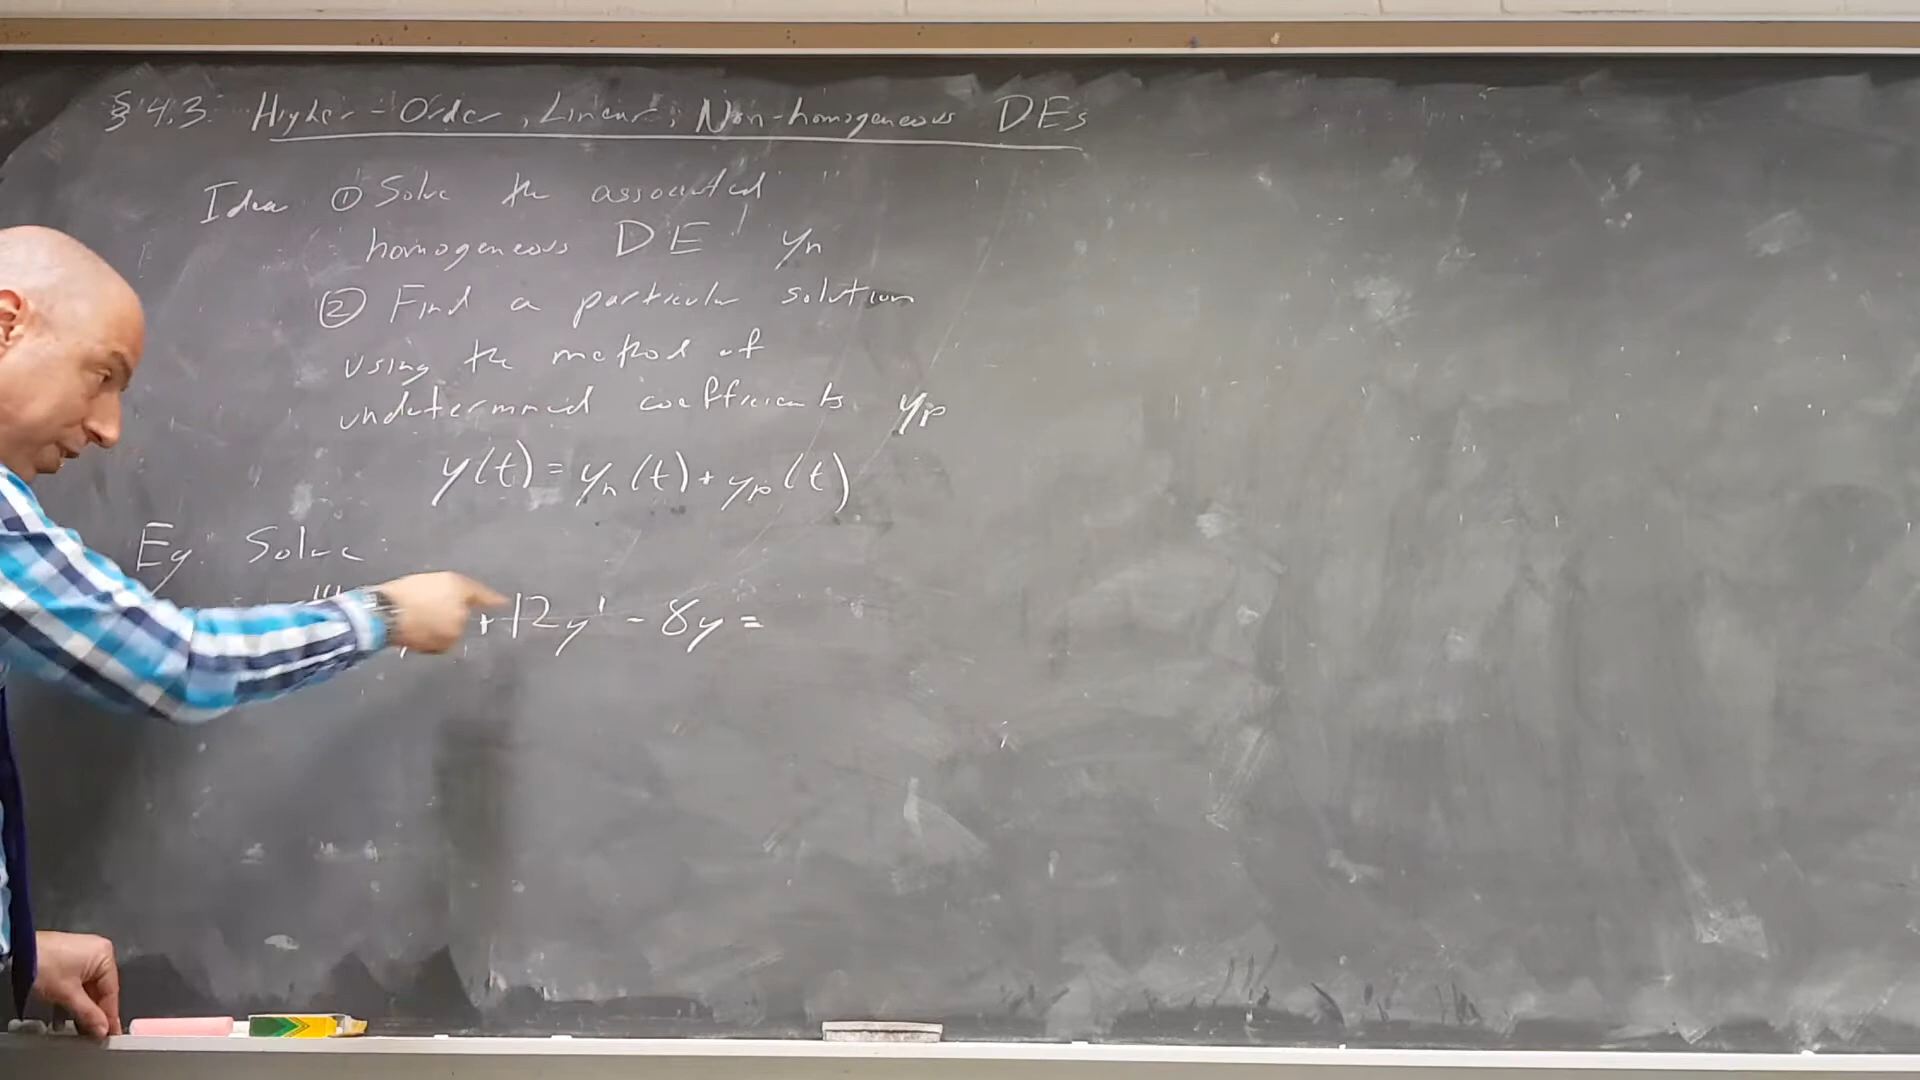 § 4.3 Higher-Order, Linear, Non-homogeneous DEs
Idea ① Solve the associated
homogeneous DE yh
② Find a particular solution
using the method of
undetermined coefficients yp
y(t) = yh(t) + yp(t)
Eg. Solve:
+12y' - 8y =